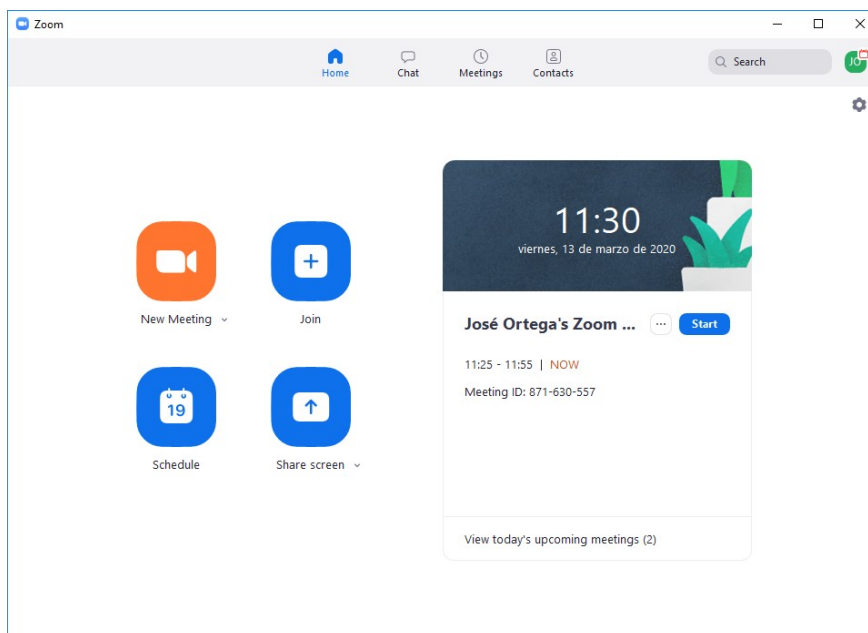 Zoom
Home
Chat
Meetings
Contacts
Search
JO
11:30
viernes, 13 de marzo de 2020
New Meeting
Join
José Ortega's Zoom ...
Start
11:25 - 11:55 | NOW
Meeting ID: 871-630-557
19
Schedule
Share screen
View today's upcoming meetings (2)